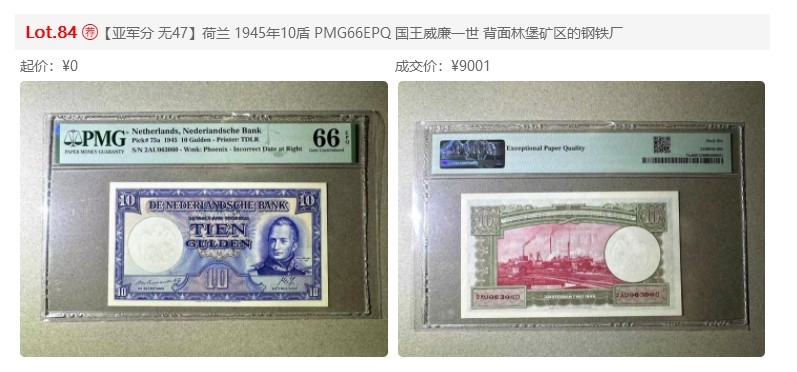 Lot.84 荐【亚军分 无47】荷兰 1945年10盾 PMG66EPQ 国王威廉一世 背面林堡矿区的钢铁厂
起价：¥0
成交价：¥9001
PMG
PAPER MONEY GUARANTY
Netherlands, Nederlandsche Bank
Pick# 75a 1945 10 Gulden - Printer: TDLR
S/N 2AU063060 - Wmk: Phoenix - Incorrect Date at Right
66 EPQ
Gem Uncirculated
10 10
DE NEDERLANDSCHE BANK
TIEN
GULDEN
10
10 10
Exceptional Paper Quality